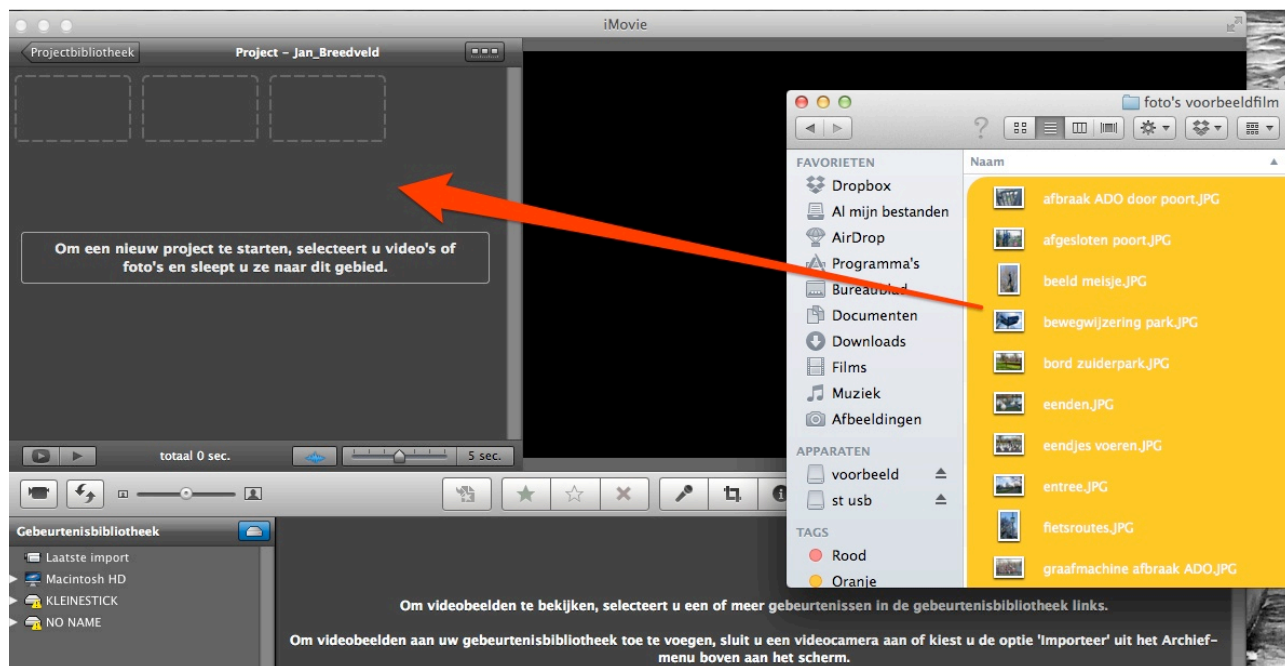 iMovie
Projectbibliotheek
Project – Jan_Breedveld
Om een nieuw project te starten, selecteert u video's of
foto's en sleept u ze naar dit gebied.
totaal 0 sec.
5 sec.
foto's voorbeeldfilm
FAVORIETEN
Dropbox
Al mijn bestanden
AirDrop
Programma's
Bureaublad
Documenten
Downloads
Films
Muziek
Afbeeldingen
APPARATEN
voorbeeld
st usb
TAGS
Rood
Oranje
Naam
afbraak ADO door poort.JPG
afgesloten poort.JPG
beeld meisje.JPG
bewegwijzering park.JPG
bord zuiderpark.JPG
eenden.JPG
eendjes voeren.JPG
entree.JPG
fietsroutes.JPG
graafmachine afbraak ADO.JPG
Gebeurtenisbibliotheek
Laatste import
Macintosh HD
KLEINESTICK
NO NAME
Om videobeelden te bekijken, selecteert u een of meer gebeurtenissen in de gebeurtenisbibliotheek links.
Om videobeelden aan uw gebeurtenisbibliotheek toe te voegen, sluit u een videocamera aan of kiest u de optie 'Importeer' uit het Archief-
menu boven aan het scherm.